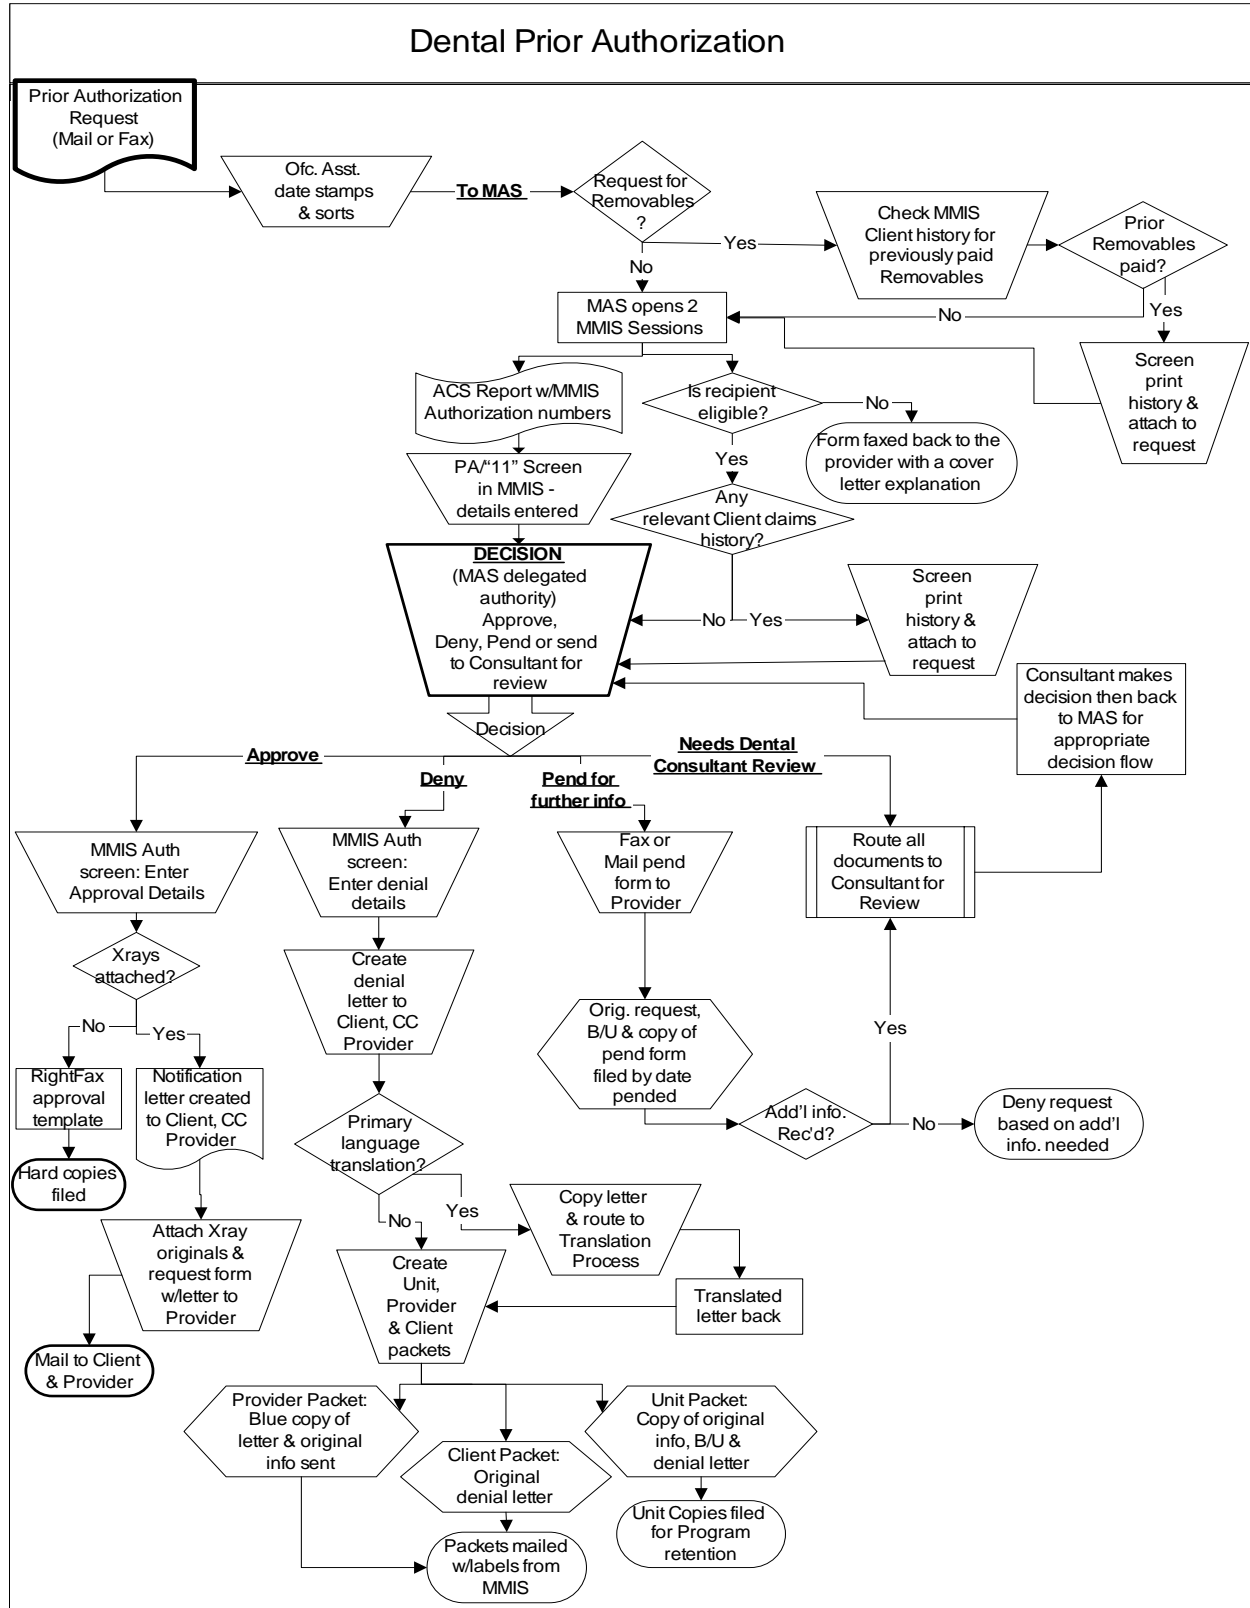 Dental Prior Authorization
Prior Authorization
Request
(Mail or Fax)
Ofc. Asst.
date stamps
& sorts
To MAS
Request for
Removables
?
Yes
No
Check MMIS
Client history for
previously paid
Removables
Prior
Removables
paid?
No
Yes
Screen
print
history &
attach to
request
MAS opens 2
MMIS Sessions
ACS Report w/MMIS
Authorization numbers
Is recipient
eligible?
No
Form faxed back to the
provider with a cover
letter explanation
Yes
PA/“11” Screen
in MMIS -
details entered
Any
relevant Client claims
history?
No
Yes
Screen
print
history &
attach to
request
DECISION
(MAS delegated
authority)
Approve,
Deny, Pend or send
to Consultant for
review
Consultant makes
decision then back
to MAS for
appropriate
decision flow
Decision
Approve
Deny
Pend for
further info
Needs Dental
Consultant Review
MMIS Auth
screen: Enter
Approval Details
MMIS Auth
screen:
Enter denial
details
Fax or
Mail pend
form to
Provider
Route all
documents to
Consultant for
Review
Xrays
attached?
No
Yes
Create
denial
letter to
Client, CC
Provider
Orig. request,
B/U & copy of
pend form
filed by date
pended
Yes
RightFax
approval
template
Notification
letter created
to Client, CC
Provider
Primary
language
translation?
Add'l info.
Rec'd?
No
Deny request
based on add’l
info. needed
Hard copies
filed
Yes
No
Copy letter
& route to
Translation
Process
Attach Xray
originals &
request form
w/letter to
Provider
Create
Unit,
Provider
& Client
packets
Translated
letter back
Mail to Client
& Provider
Provider Packet:
Blue copy of
letter & original
info sent
Client Packet:
Original
denial letter
Unit Packet:
Copy of original
info, B/U &
denial letter
Unit Copies filed
for Program
retention
Packets mailed
w/labels from
MMIS